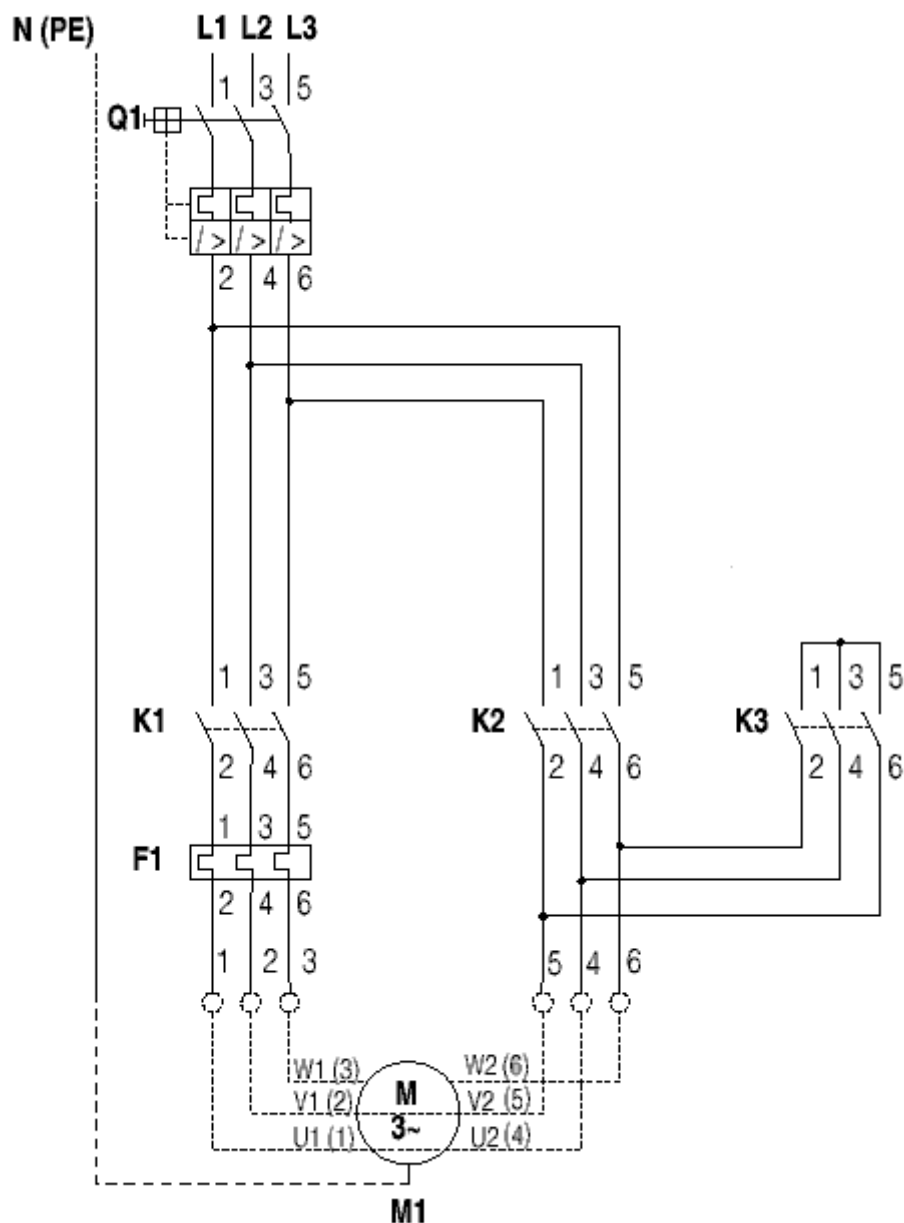 N (PE) L1 L2 L3
1 3 5
Q1
/> /> />
2 4 6
1 3 5 1 3 5 1 3 5
K1 K2 K3
2 4 6 2 4 6 2 4 6
1 3 5
F1
2 4 6
1 2 3 5 4 6
W1 (3) W2 (6)
M
V1 (2) V2 (5)
3~
U1 (1) U2 (4)
M1